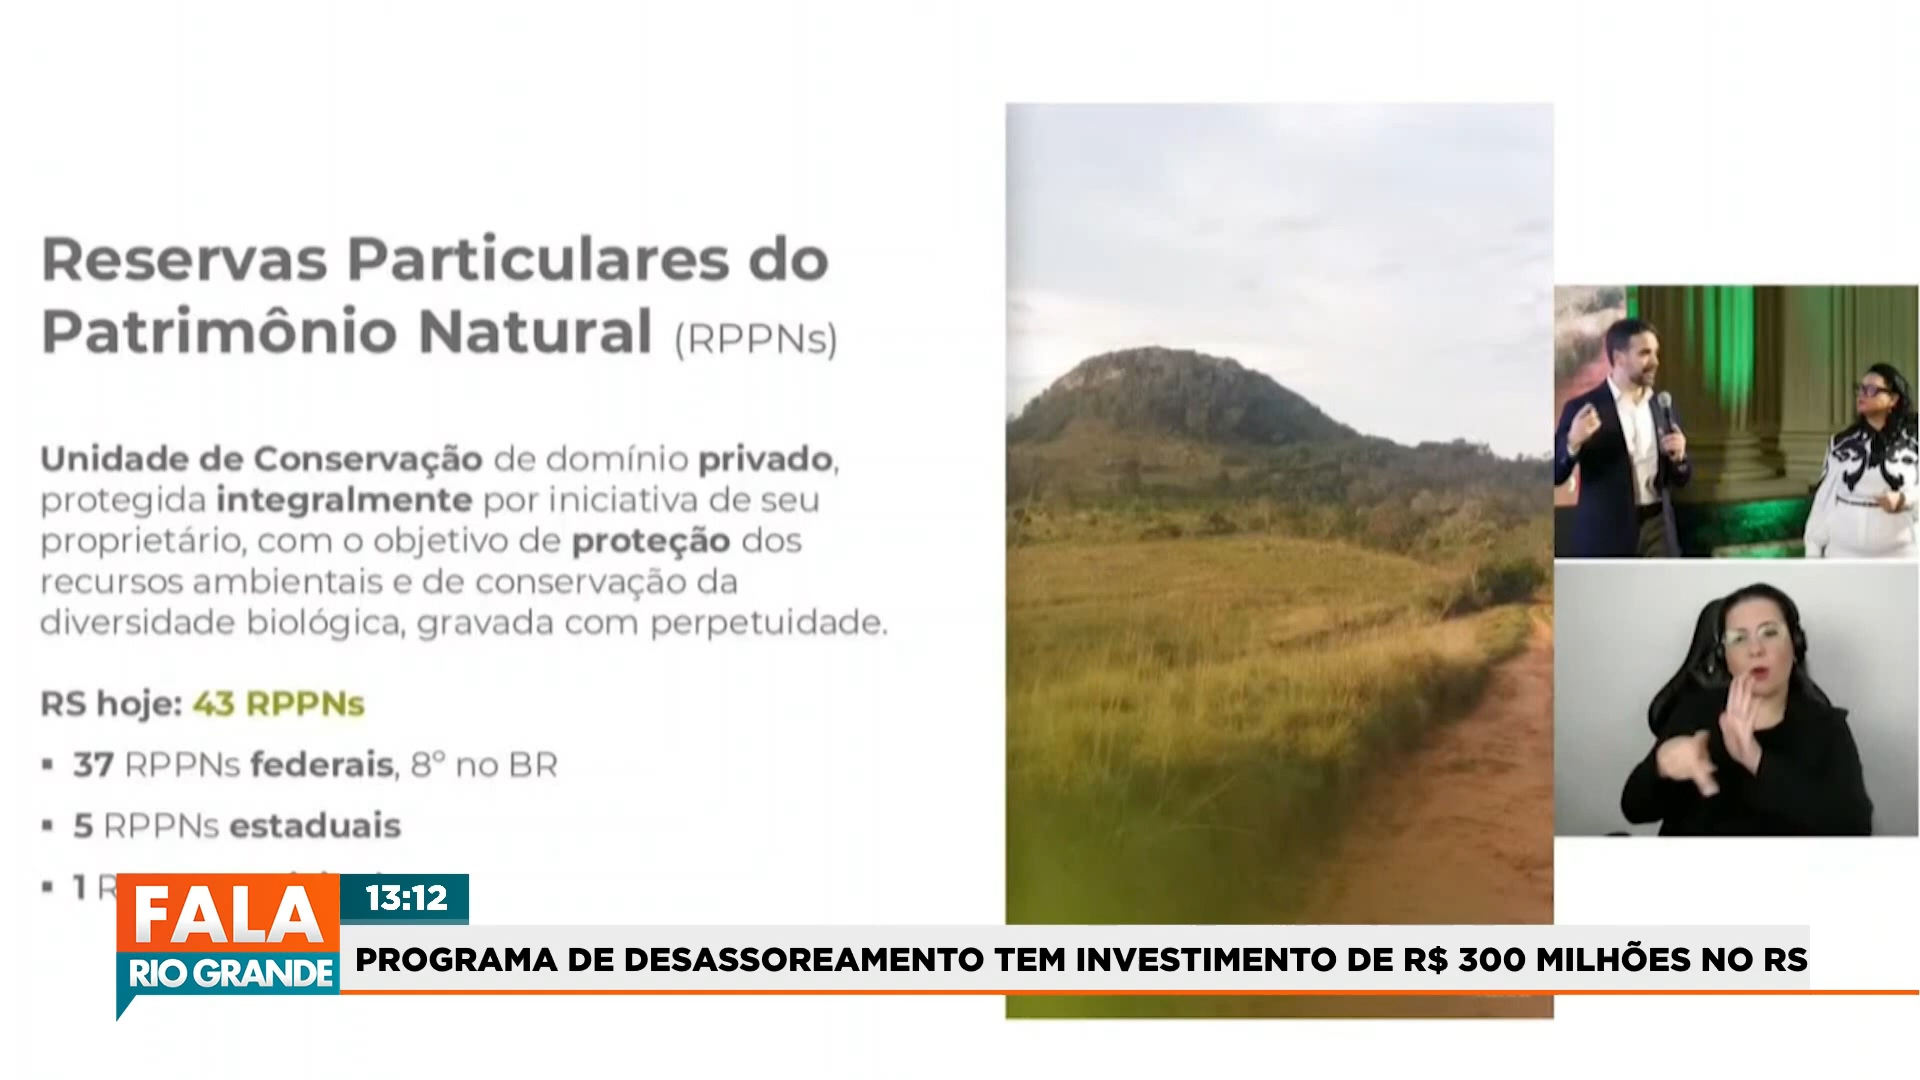 Reservas Particulares do
Patrimônio Natural (RPPNs)
Unidade de Conservação de domínio privado,
protegida integralmente por iniciativa de seu
proprietário, com o objetivo de proteção dos
recursos ambientais e de conservação da
diversidade biológica, gravada com perpetuidade.
RS hoje: 43 RPPNs
▪ 37 RPPNs federais, 8º no BR
▪ 5 RPPNs estaduais
▪ 1
FALA
RIO GRANDE
13:12
PROGRAMA DE DESASSOREAMENTO TEM INVESTIMENTO DE R$ 300 MILHÕES NO RS